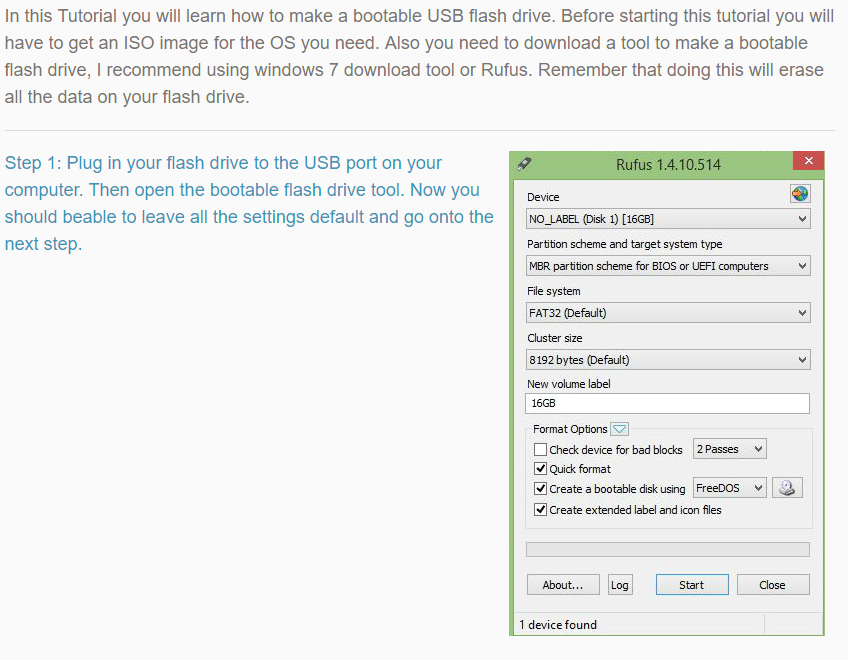 In this Tutorial you will learn how to make a bootable USB flash drive. Before starting this tutorial you will
have to get an ISO image for the OS you need. Also you need to download a tool to make a bootable
flash drive, I recommend using windows 7 download tool or Rufus. Remember that doing this will erase
all the data on your flash drive.
Step 1: Plug in your flash drive to the USB port on your
computer. Then open the bootable flash drive tool. Now you
should beable to leave all the settings default and go onto the
next step.
Rufus 1.4.10.514
Device
NO_LABEL (Disk 1) [16GB]
Partition scheme and target system type
MBR partition scheme for BIOS or UEFI computers
File system
FAT32 (Default)
Cluster size
8192 bytes (Default)
New volume label
16GB
Format Options
Check device for bad blocks 2 Passes
Quick format
Create a bootable disk using FreeDOS
Create extended label and icon files
About... Log Start Close
1 device found